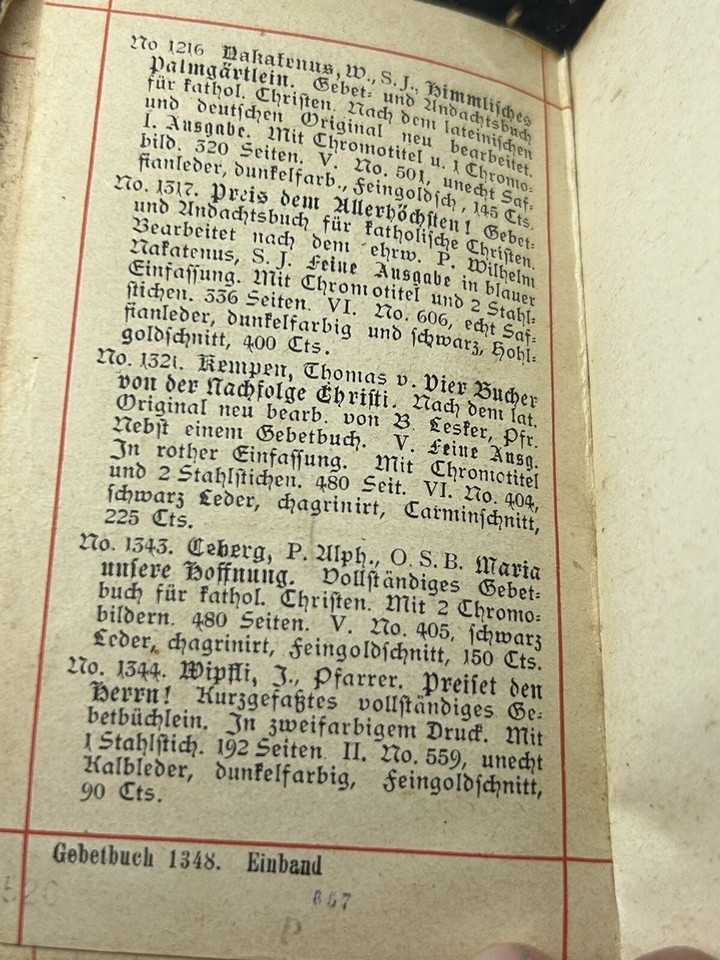 No 1216 Nakatenus, W., S. J., Himmlisches
Palmgärtlein. Gebet- und Andachtsbuch
für kathol. Christen. Nach dem lateinischen
und deutschen Original neu bearbeitet.
I. Ausgabe. Mit Chromotitel u. 1 Chromo-
bild. 320 Seiten. V. No. 501, unecht Saf-
fianleder, dunkelfarb., Feingoldsch, 145 Cts.
No. 1317. Preis dem Allerhöchsten! Gebet-
und Andachtsbuch für katholische Christen.
Bearbeitet nach dem ehrw. P. Wilhelm
Nakatenus, S. J. Feine Ausgabe in blauer
Einfassung. Mit Chromotitel und 2 Stahl-
stichen. 336 Seiten. VI. No. 606, echt Saf-
fianleder, dunkelfarbig und schwarz, Hohl-
goldschnitt, 400 Cts.
No. 1321. Kempen, Thomas v. Vier Bucher
von der Nachfolge Christi. Nach dem lat.
Original neu bearb. von B. Lesker, Pfr.
Nebst einem Gebetbuch. V. Feine Ausg.
In rother Einfassung. Mit Chromotitel
und 2 Stahlstichen. 480 Seit. VI. No. 404,
schwarz Leder, chagrinirt, Carminschnitt,
225 Cts.
No. 1343. Ceberg, P. Alph., O. S. B. Maria
unsere Hoffnung. Vollständiges Gebet-
buch für kathol. Christen. Mit 2 Chromo-
bildern. 480 Seiten. V. No. 405, schwarz
Leder, chagrinirt, Feingoldschnitt, 150 Cts.
No. 1344. Wipfli, J., Pfarrer. Preiset den
Herrn! Kurzgefaßtes vollständiges Ge-
betbüchlein. In zweifarbigem Druck. Mit
1 Stahlstich. 192 Seiten. II. No. 559, unecht
Kalbleder, dunkelfarbig, Feingoldschnitt,
90 Cts.
Gebetbuch 1348. Einband
P